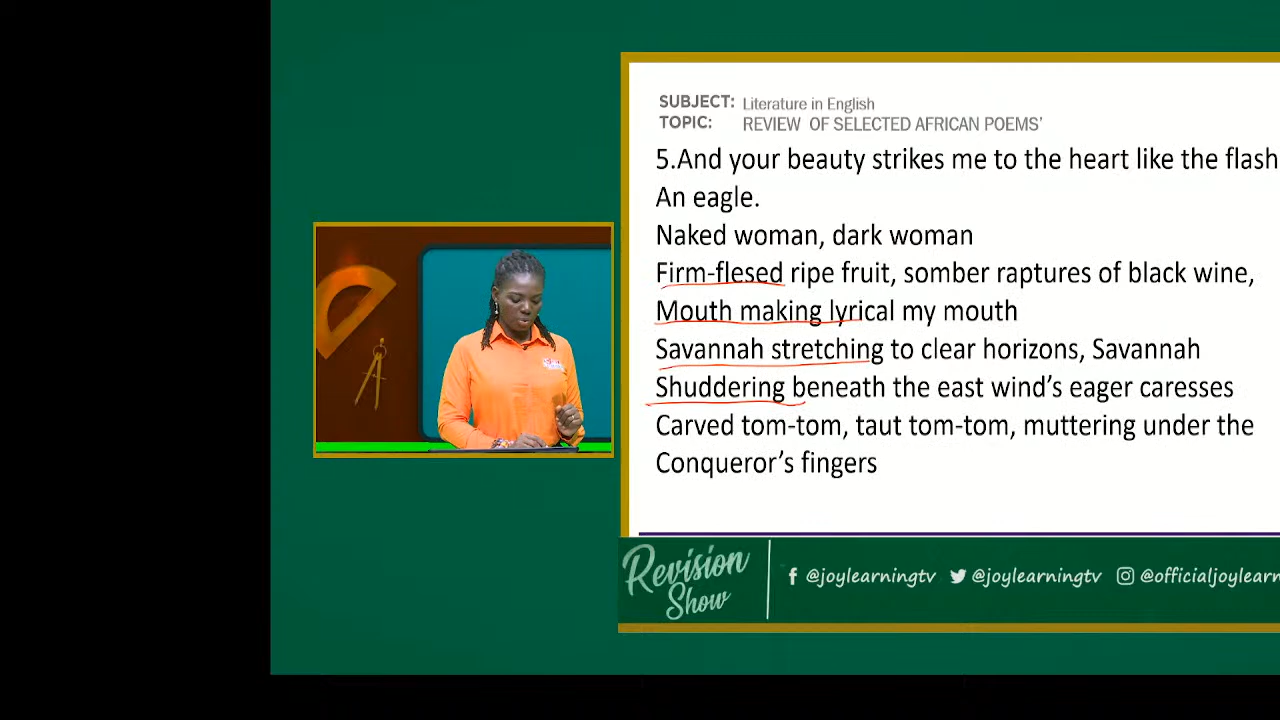 SUBJECT: Literature in English
TOPIC: REVIEW OF SELECTED AFRICAN POEMS'
5.And your beauty strikes me to the heart like the flash
An eagle.
Naked woman, dark woman
Firm-flesed ripe fruit, somber raptures of black wine,
Mouth making lyrical my mouth
Savannah stretching to clear horizons, Savannah
Shuddering beneath the east wind's eager caresses
Carved tom-tom, taut tom-tom, muttering under the
Conqueror's fingers
Revision
Show
@joylearningtv @joylearningtv @officialjoylearn